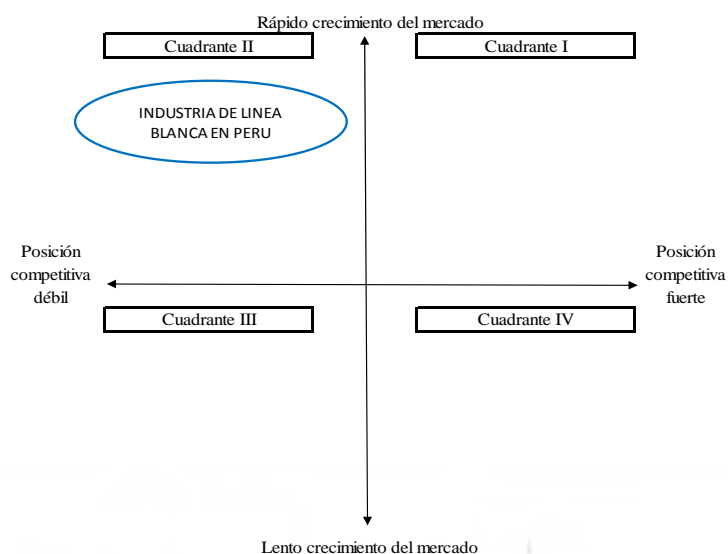 Rápido crecimiento del mercado
Cuadrante II
Cuadrante I
INDUSTRIA DE LINEA
BLANCA EN PERU
Posición
competitiva
débil
Posición
competitiva
fuerte
Cuadrante III
Cuadrante IV
Lento crecimiento del mercado